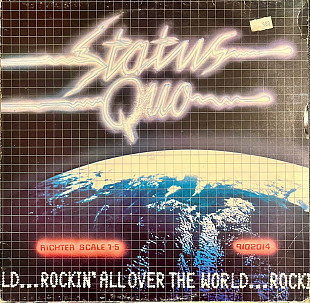 Status
Quo
RICHTER SCALE 7·5
9102014
LD...ROCKIN' ALL OVER THE WORLD...ROCKI